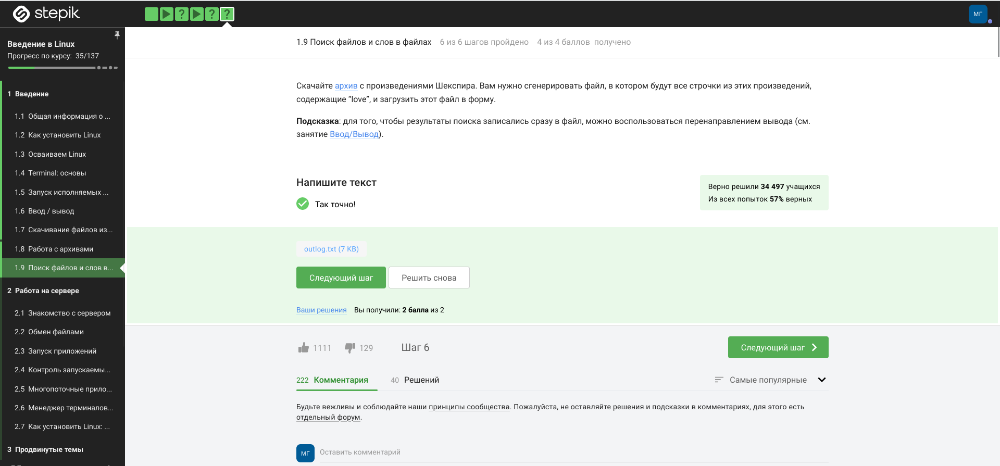 stepik
? ? ?
МГ
Введение в Linux
Прогресс по курсу: 35/137
1 Введение
1.1 Общая информация о ...
1.2 Как установить Linux
1.3 Осваиваем Linux
1.4 Terminal: основы
1.5 Запуск исполняемых ...
1.6 Ввод / вывод
1.7 Скачивание файлов из...
1.8 Работа с архивами
1.9 Поиск файлов и слов в...
2 Работа на сервере
2.1 Знакомство с сервером
2.2 Обмен файлами
2.3 Запуск приложений
2.4 Контроль запускаемы...
2.5 Многопоточные прило...
2.6 Менеджер терминалов...
2.7 Как установить Linux: ...
3 Продвинутые темы
1.9 Поиск файлов и слов в файлах 6 из 6 шагов пройдено 4 из 4 баллов получено
Скачайте архив с произведениями Шекспира. Вам нужно сгенерировать файл, в котором будут все строчки из этих произведений,
содержащие “love”, и загрузить этот файл в форму.
Подсказка: для того, чтобы результаты поиска записались сразу в файл, можно воспользоваться перенаправлением вывода (см.
занятие Ввод/Вывод).
Напишите текст
Так точно!
Верно решили 34 497 учащихся
Из всех попыток 57% верных
outlog.txt (7 KB)
Следующий шаг Решить снова
Ваши решения Вы получили: 2 балла из 2
1111 129 Шаг 6 Следующий шаг
222 Комментария 40 Решений Самые популярные
Будьте вежливы и соблюдайте наши принципы сообщества. Пожалуйста, не оставляйте решения и подсказки в комментариях, для этого есть
отдельный форум.
МГ Оставить комментарий